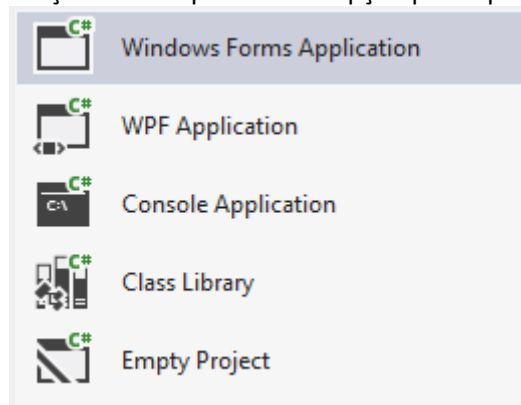 C#
Windows Forms Application
C#
WPF Application
C#
C:\
Console Application
C#
Class Library
C#
Empty Project